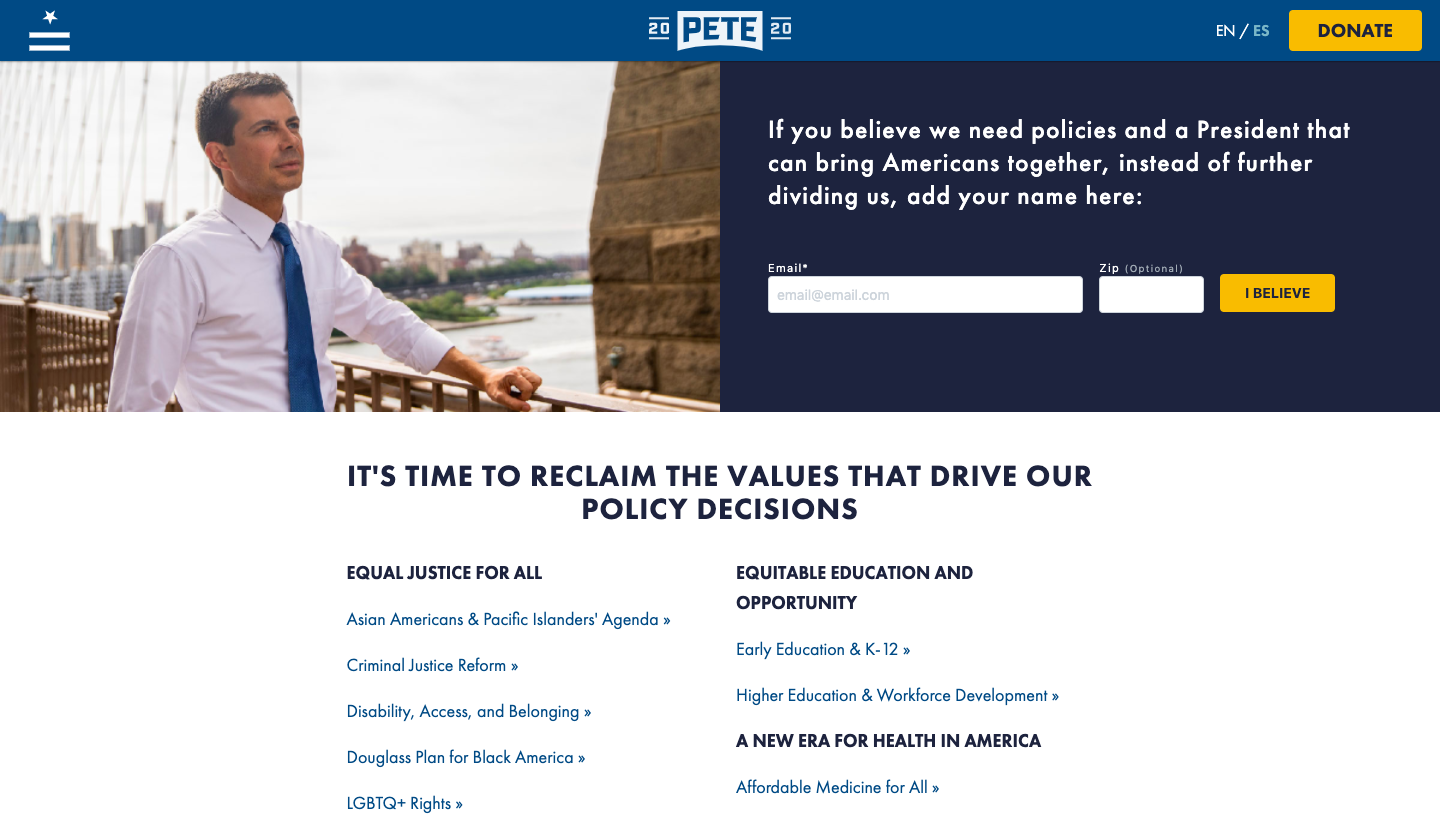 20 PETE 20
EN / ES
DONATE
If you believe we need policies and a President that
can bring Americans together, instead of further
dividing us, add your name here:
Email*
Zip (Optional)
email@email.com
I BELIEVE
IT'S TIME TO RECLAIM THE VALUES THAT DRIVE OUR
POLICY DECISIONS
EQUAL JUSTICE FOR ALL
Asian Americans & Pacific Islanders' Agenda »
Criminal Justice Reform »
Disability, Access, and Belonging »
Douglass Plan for Black America »
LGBTQ+ Rights »
EQUITABLE EDUCATION AND
OPPORTUNITY
Early Education & K-12 »
Higher Education & Workforce Development »
A NEW ERA FOR HEALTH IN AMERICA
Affordable Medicine for All »